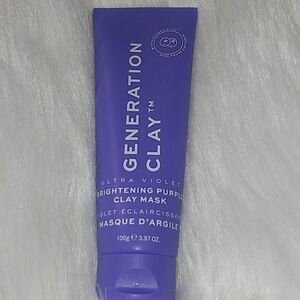 GENERATION
CLAY™
ULTRA VIOLET
BRIGHTENING PURPLE
CLAY MASK
VIOLET ÉCLAIRCISSANT
MASQUE D'ARGILE
100g ℮ 3.97 OZ.